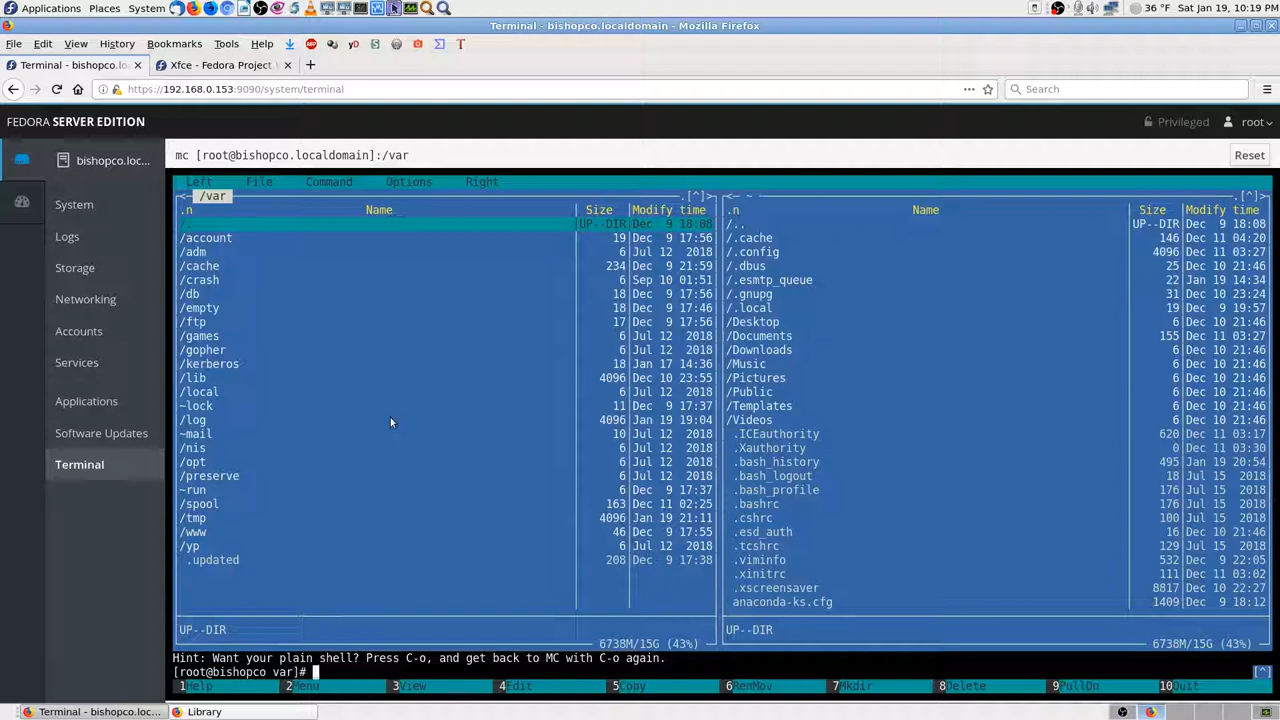 Applications Places System 36 °F Sat Jan 19, 10:19 PM
Terminal - bishopco.localdomain - Mozilla Firefox
File Edit View History Bookmarks Tools Help
Terminal - bishopco.loc Xfce - Fedora Project
https://192.168.0.153:9090/system/terminal Search
FEDORA SERVER EDITION Privileged root
bishopco.loc... mc [root@bishopco.localdomain]:/var Reset
System
Logs
Storage
Networking
Accounts
Services
Applications
Software Updates
Terminal
Left File Command Options Right
<- /var .[^]> <- ~ .[^]>
.n Name Size Modify time .n Name Size Modify time
/.. UP--DIR Dec 9 18:08 /.. UP--DIR Dec 9 18:08
/account 19 Dec 9 17:56 /.cache 146 Dec 11 04:20
/adm 6 Jul 12 2018 /.config 4096 Dec 11 03:27
/cache 234 Dec 9 21:59 /.dbus 25 Dec 10 21:46
/crash 6 Sep 10 01:51 /.esmtp_queue 22 Jan 19 14:34
/db 18 Dec 9 17:56 /.gnupg 31 Dec 10 23:24
/empty 18 Dec 9 17:46 /.local 19 Dec 9 19:57
/ftp 17 Dec 9 17:56 /Desktop 6 Dec 10 21:46
/games 6 Jul 12 2018 /Documents 155 Dec 11 03:27
/gopher 6 Jul 12 2018 /Downloads 6 Dec 10 21:46
/kerberos 18 Jan 17 14:36 /Music 6 Dec 10 21:46
/lib 4096 Dec 10 23:55 /Pictures 6 Dec 10 21:46
/local 6 Jul 12 2018 /Public 6 Dec 10 21:46
~lock 11 Dec 9 17:37 /Templates 6 Dec 10 21:46
/log 4096 Jan 19 19:04 /Videos 6 Dec 10 21:46
~mail 10 Jul 12 2018 .ICEauthority 620 Dec 11 03:17
/nis 6 Jul 12 2018 .Xauthority 0 Dec 11 03:30
/opt 6 Jul 12 2018 .bash_history 495 Jan 19 20:54
/preserve 6 Jul 12 2018 .bash_logout 18 Jul 15 2018
~run 6 Dec 9 17:37 .bash_profile 176 Jul 15 2018
/spool 163 Dec 11 02:25 .bashrc 176 Jul 15 2018
/tmp 4096 Jan 19 21:11 .cshrc 100 Jul 15 2018
/www 46 Dec 9 17:55 .esd_auth 16 Dec 10 21:46
/yp 6 Jul 12 2018 .tcshrc 129 Jul 15 2018
.updated 208 Dec 9 17:38 .viminfo 532 Dec 9 22:05
.xinitrc 111 Dec 11 03:02
.xscreensaver 8817 Dec 10 22:27
anaconda-ks.cfg 1409 Dec 9 18:12
UP--DIR UP--DIR
6738M/15G (43%) 6738M/15G (43%)
Hint: Want your plain shell? Press C-o, and get back to MC with C-o again.
[root@bishopco var]# [^]
1Help 2Menu 3View 4Edit 5Copy 6RenMov 7Mkdir 8Delete 9PullDn 10Quit
Terminal - bishopco.loc... Library